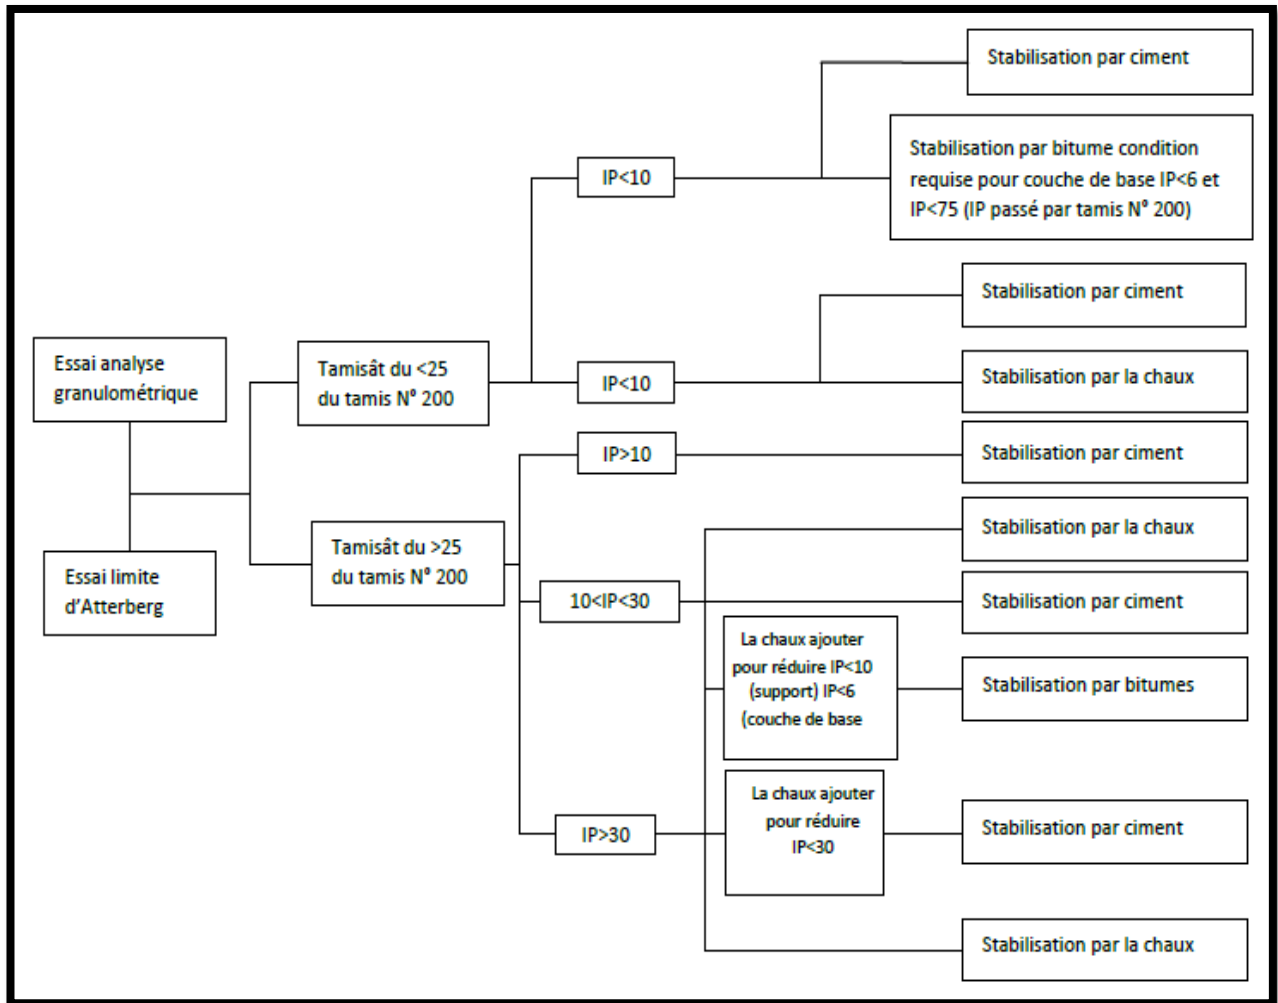 Essai analyse
granulométrique
Essai limite
d'Atterberg
Tamisât du <25
du tamis N° 200
Tamisât du >25
du tamis N° 200
IP<10
Stabilisation par ciment
Stabilisation par bitume condition
requise pour couche de base IP<6 et
IP<75 (IP passé par tamis N° 200)
IP<10
Stabilisation par ciment
Stabilisation par la chaux
IP>10
Stabilisation par ciment
10<IP<30
Stabilisation par la chaux
Stabilisation par ciment
La chaux ajouter
pour réduire IP<10
(support) IP<6
(couche de base
Stabilisation par bitumes
IP>30
La chaux ajouter
pour réduire
IP<30
Stabilisation par ciment
Stabilisation par la chaux